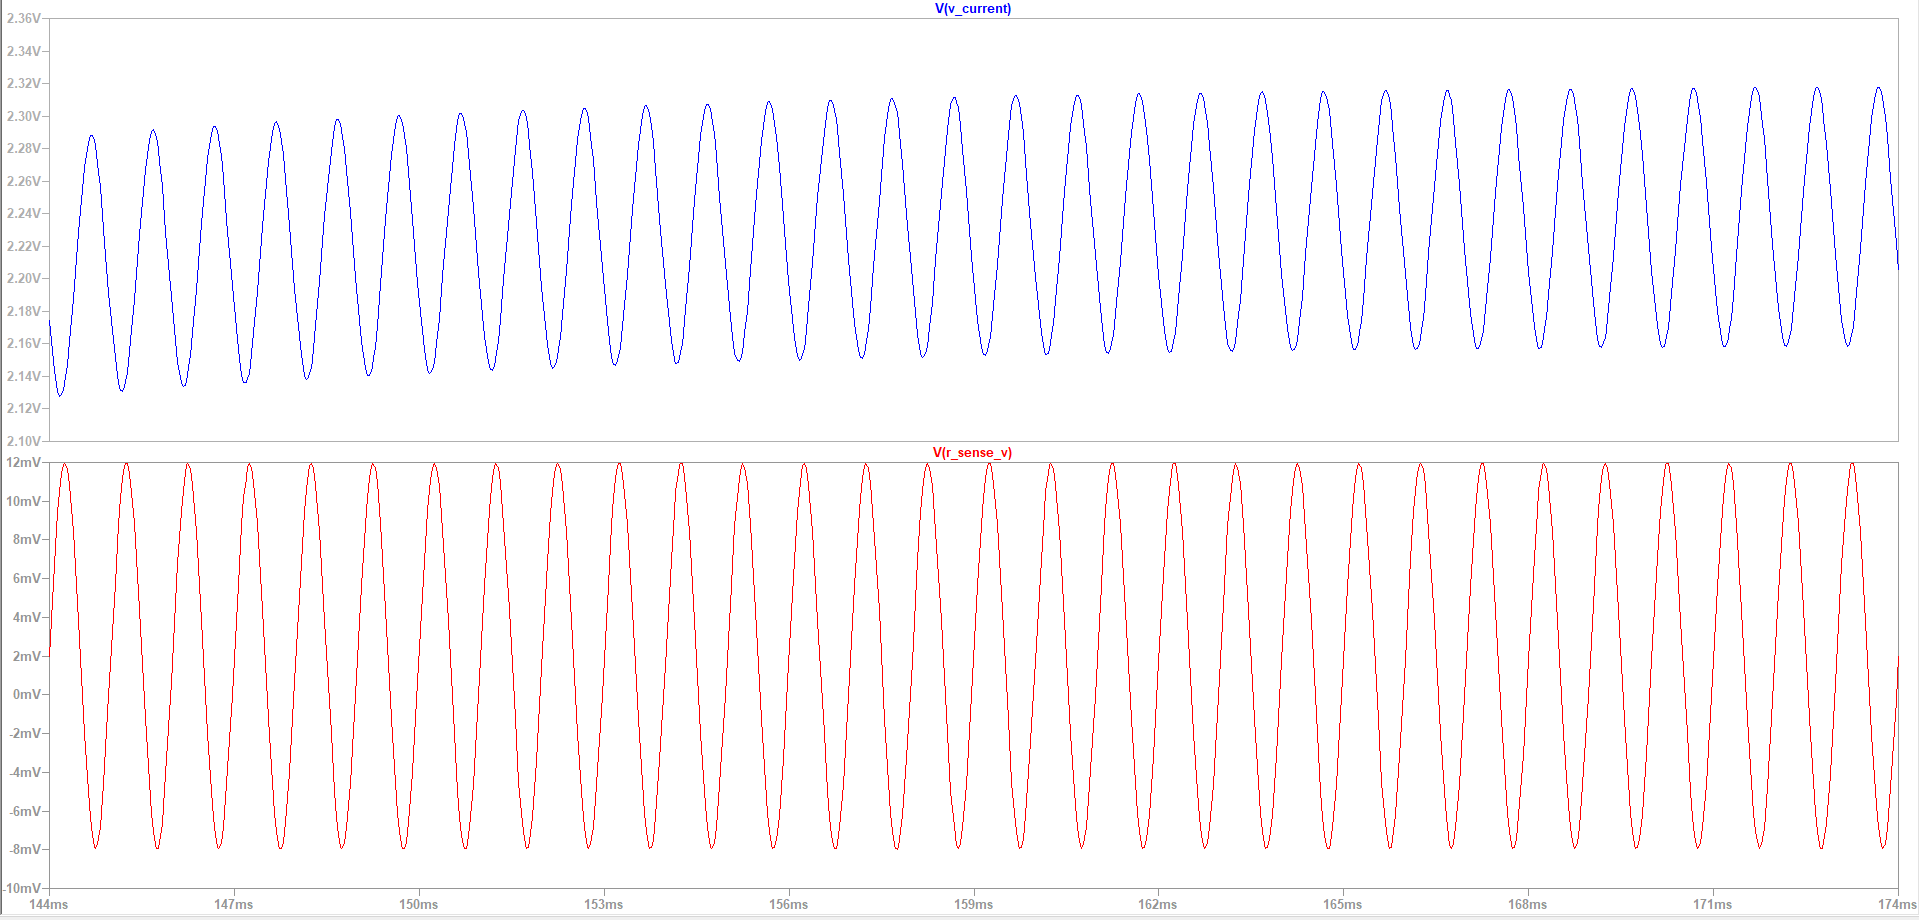 V(v_current)
2.36V
2.34V
2.32V
2.30V
2.28V
2.26V
2.24V
2.22V
2.20V
2.18V
2.16V
2.14V
2.12V
2.10V
V(r_sense_v)
12mV
10mV
8mV
6mV
4mV
2mV
0mV
-2mV
-4mV
-6mV
-8mV
-10mV
144ms 147ms 150ms 153ms 156ms 159ms 162ms 165ms 168ms 171ms 174ms